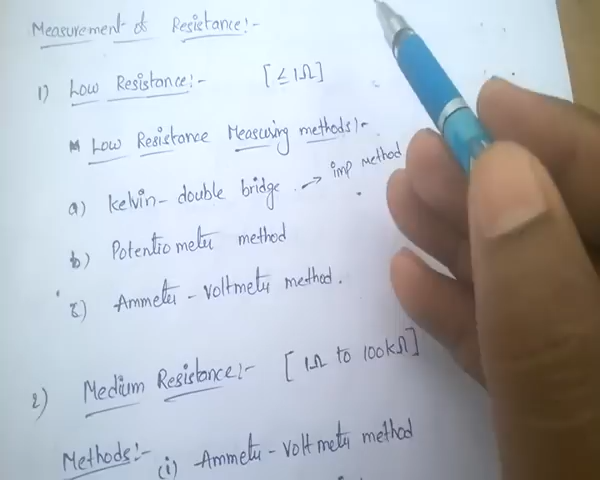 Measurement of Resistance:-
1) Low Resistance:- [≤1Ω]
Low Resistance Measuring methods:-
a) Kelvin-double bridge → imp method
b) Potentiometer method
c) Ammeter-voltmeter method.
2) Medium Resistance:- [1Ω to 100kΩ]
Methods:- (i) Ammeter-voltmeter method